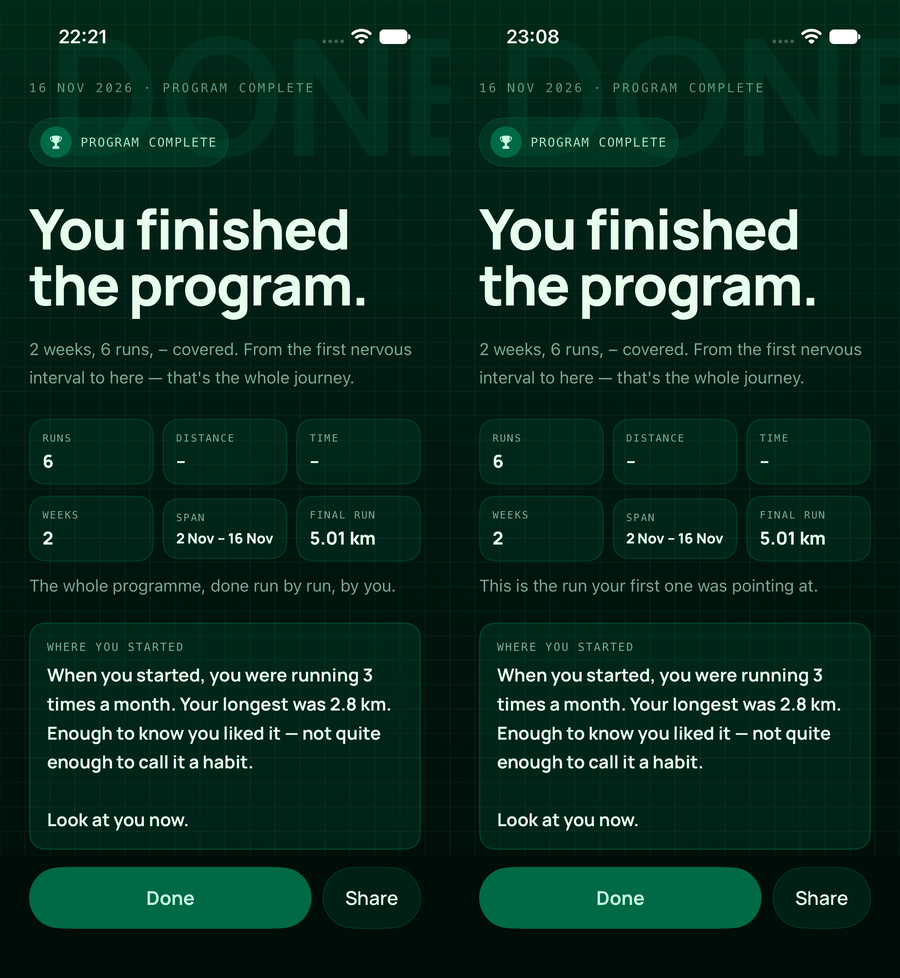 22:21
DONE
16 NOV 2026 · PROGRAM COMPLETE
PROGRAM COMPLETE
You finished
the program.
2 weeks, 6 runs, – covered. From the first nervous
interval to here — that's the whole journey.
RUNS
6
DISTANCE
–
TIME
–
WEEKS
2
SPAN
2 Nov – 16 Nov
FINAL RUN
5.01 km
The whole programme, done run by run, by you.
WHERE YOU STARTED
When you started, you were running 3
times a month. Your longest was 2.8 km.
Enough to know you liked it — not quite
enough to call it a habit.
Look at you now.
Done
Share
23:08
DONE
16 NOV 2026 · PROGRAM COMPLETE
PROGRAM COMPLETE
You finished
the program.
2 weeks, 6 runs, – covered. From the first nervous
interval to here — that's the whole journey.
RUNS
6
DISTANCE
–
TIME
–
WEEKS
2
SPAN
2 Nov – 16 Nov
FINAL RUN
5.01 km
This is the run your first one was pointing at.
WHERE YOU STARTED
When you started, you were running 3
times a month. Your longest was 2.8 km.
Enough to know you liked it — not quite
enough to call it a habit.
Look at you now.
Done
Share